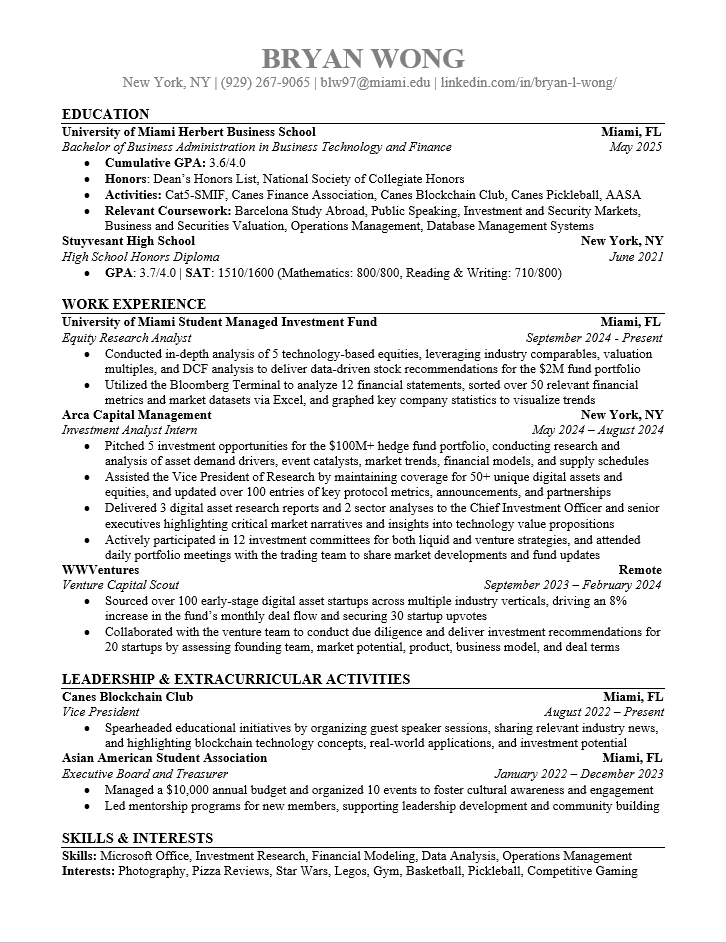 BRYAN WONG
New York, NY | (929) 267-9065 | blw97@miami.edu | linkedin.com/in/bryan-l-wong/
EDUCATION
University of Miami Herbert Business School Miami, FL
Bachelor of Business Administration in Business Technology and Finance May 2025
• Cumulative GPA: 3.6/4.0
• Honors: Dean's Honors List, National Society of Collegiate Honors
• Activities: Cat5-SMIF, Canes Finance Association, Canes Blockchain Club, Canes Pickleball, AASA
• Relevant Coursework: Barcelona Study Abroad, Public Speaking, Investment and Security Markets,
Business and Securities Valuation, Operations Management, Database Management Systems
Stuyvesant High School New York, NY
High School Honors Diploma June 2021
• GPA: 3.7/4.0 | SAT: 1510/1600 (Mathematics: 800/800, Reading & Writing: 710/800)
WORK EXPERIENCE
University of Miami Student Managed Investment Fund Miami, FL
Equity Research Analyst September 2024 - Present
• Conducted in-depth analysis of 5 technology-based equities, leveraging industry comparables, valuation
multiples, and DCF analysis to deliver data-driven stock recommendations for the $2M fund portfolio
• Utilized the Bloomberg Terminal to analyze 12 financial statements, sorted over 50 relevant financial
metrics and market datasets via Excel, and graphed key company statistics to visualize trends
Arca Capital Management New York, NY
Investment Analyst Intern May 2024 – August 2024
• Pitched 5 investment opportunities for the $100M+ hedge fund portfolio, conducting research and
analysis of asset demand drivers, event catalysts, market trends, financial models, and supply schedules
• Assisted the Vice President of Research by maintaining coverage for 50+ unique digital assets and
equities, and updated over 100 entries of key protocol metrics, announcements, and partnerships
• Delivered 3 digital asset research reports and 2 sector analyses to the Chief Investment Officer and senior
executives highlighting critical market narratives and insights into technology value propositions
• Actively participated in 12 investment committees for both liquid and venture strategies, and attended
daily portfolio meetings with the trading team to share market developments and fund updates
WWVentures Remote
Venture Capital Scout September 2023 – February 2024
• Sourced over 100 early-stage digital asset startups across multiple industry verticals, driving an 8%
increase in the fund's monthly deal flow and securing 30 startup upvotes
• Collaborated with the venture team to conduct due diligence and deliver investment recommendations for
20 startups by assessing founding team, market potential, product, business model, and deal terms
LEADERSHIP & EXTRACURRICULAR ACTIVITIES
Canes Blockchain Club Miami, FL
Vice President August 2022 – Present
• Spearheaded educational initiatives by organizing guest speaker sessions, sharing relevant industry news,
and highlighting blockchain technology concepts, real-world applications, and investment potential
Asian American Student Association Miami, FL
Executive Board and Treasurer January 2022 – December 2023
• Managed a $10,000 annual budget and organized 10 events to foster cultural awareness and engagement
• Led mentorship programs for new members, supporting leadership development and community building
SKILLS & INTERESTS
Skills: Microsoft Office, Investment Research, Financial Modeling, Data Analysis, Operations Management
Interests: Photography, Pizza Reviews, Star Wars, Legos, Gym, Basketball, Pickleball, Competitive Gaming